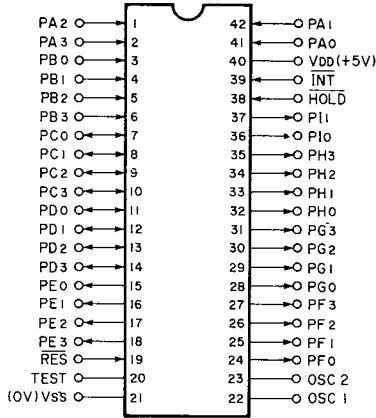 PA2 1 42 PA1
PA3 2 41 PA0
PB0 3 40 VDD(+5V)
PB1 4 39 INT
PB2 5 38 HOLD
PB3 6 37 PI1
PC0 7 36 PI0
PC1 8 35 PH3
PC2 9 34 PH2
PC3 10 33 PH1
PD0 11 32 PH0
PD1 12 31 PG3
PD2 13 30 PG2
PD3 14 29 PG1
PE0 15 28 PG0
PE1 16 27 PF3
PE2 17 26 PF2
PE3 18 25 PF1
RES 19 24 PF0
TEST 20 23 OSC2
(0V)VSS 21 22 OSC1